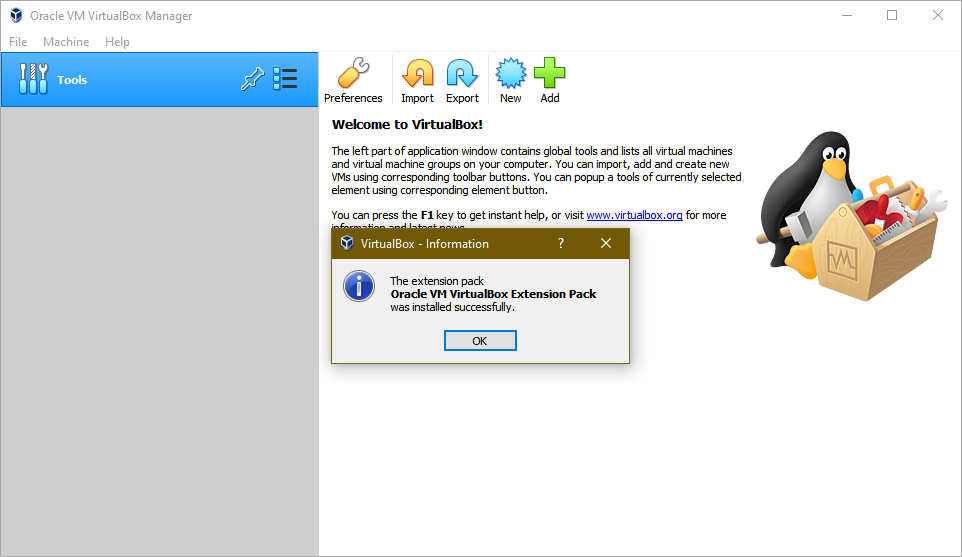 Oracle VM VirtualBox Manager
File Machine Help
Tools
Preferences Import Export New Add
Welcome to VirtualBox!
The left part of application window contains global tools and lists all virtual machines
and virtual machine groups on your computer. You can import, add and create new
VMs using corresponding toolbar buttons. You can popup a tools of currently selected
element using corresponding element button.
You can press the F1 key to get instant help, or visit www.virtualbox.org for more
information and latest news.
VirtualBox - Information
The extension pack
Oracle VM VirtualBox Extension Pack
was installed successfully.
OK